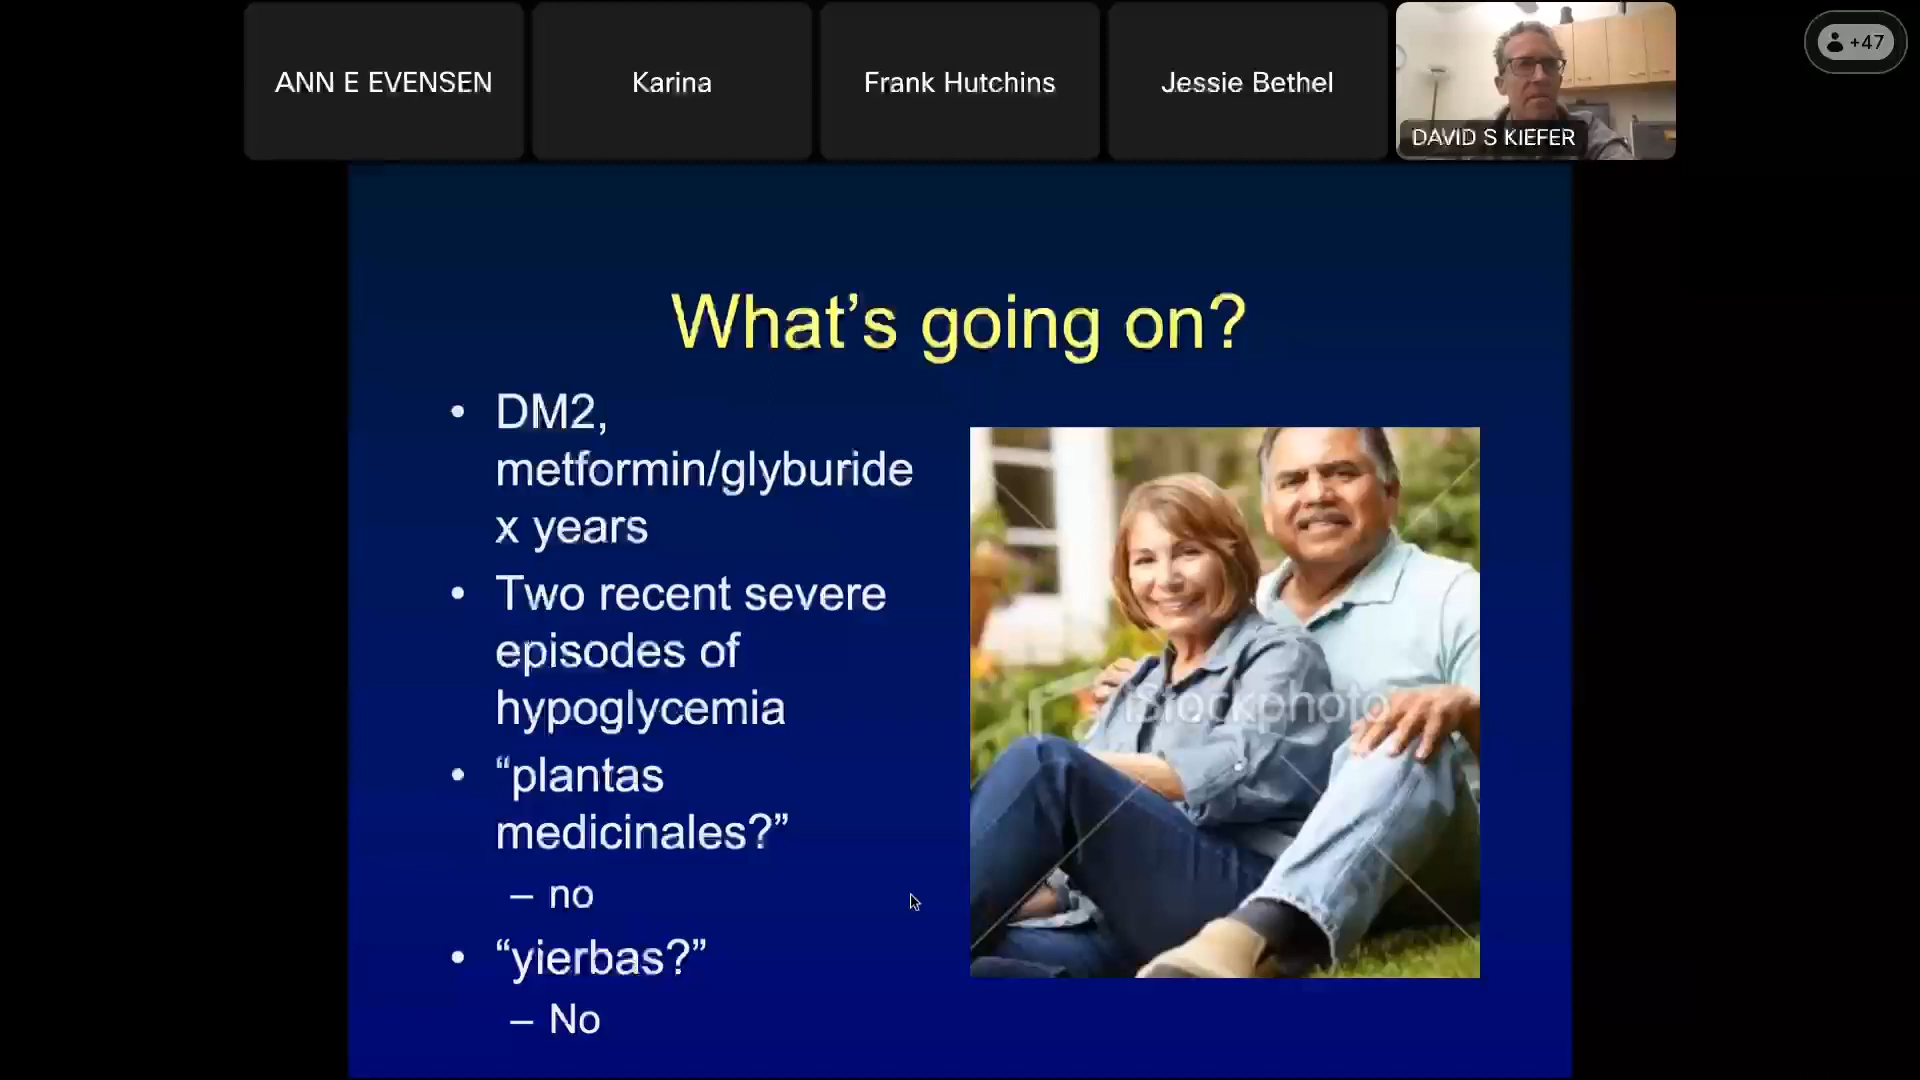 ANN E EVENSEN
Karina
Frank Hutchins
Jessie Bethel
DAVID S KIEFER
+47
What’s going on?
• DM2,
metformin/glyburide
x years
• Two recent severe
episodes of
hypoglycemia
• “plantas
medicinales?”
– no
• “yierbas?”
– No
iStockphoto